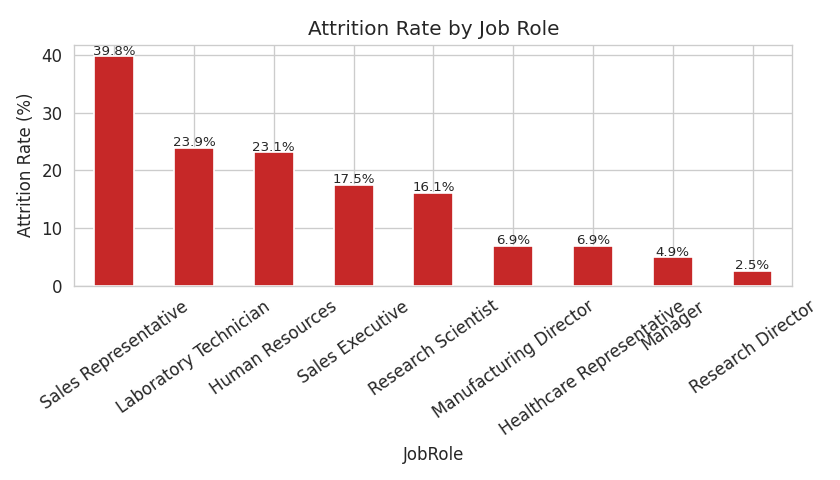 Attrition Rate by Job Role
Attrition Rate (%)
40
30
20
10
0
39.8%
23.9%
23.1%
17.5%
16.1%
6.9%
6.9%
4.9%
2.5%
Sales Representative
Laboratory Technician
Human Resources
Sales Executive
Research Scientist
Manufacturing Director
Healthcare Representative
Manager
Research Director
JobRole